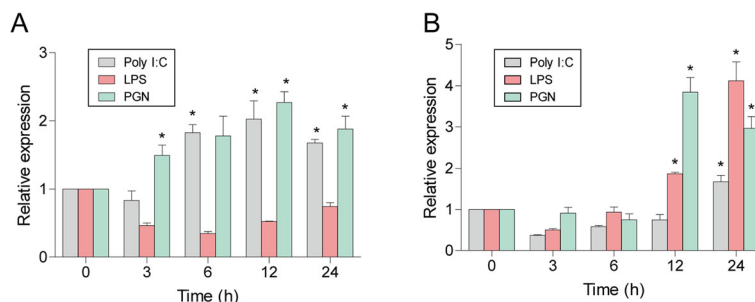 A
Relative expression
3
2
1
0
Poly I:C
LPS
PGN
*
*
*
*
*
*
0
3
6
12
24
Time (h)
B
Relative expression
5
4
3
2
1
0
Poly I:C
LPS
PGN
*
*
*
*
*
0
3
6
12
24
Time (h)